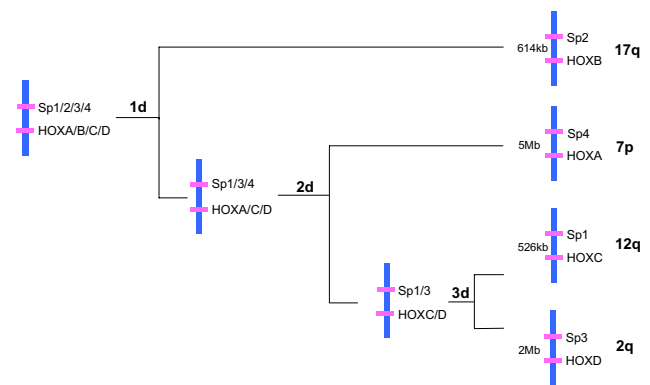 Sp2
614kb
HOXB
17q
Sp1/2/3/4
1d
HOXA/B/C/D
Sp4
5Mb
HOXA
7p
Sp1/3/4
2d
HOXA/C/D
Sp1
526kb
HOXC
12q
Sp1/3
3d
HOXC/D
Sp3
2Mb
HOXD
2q